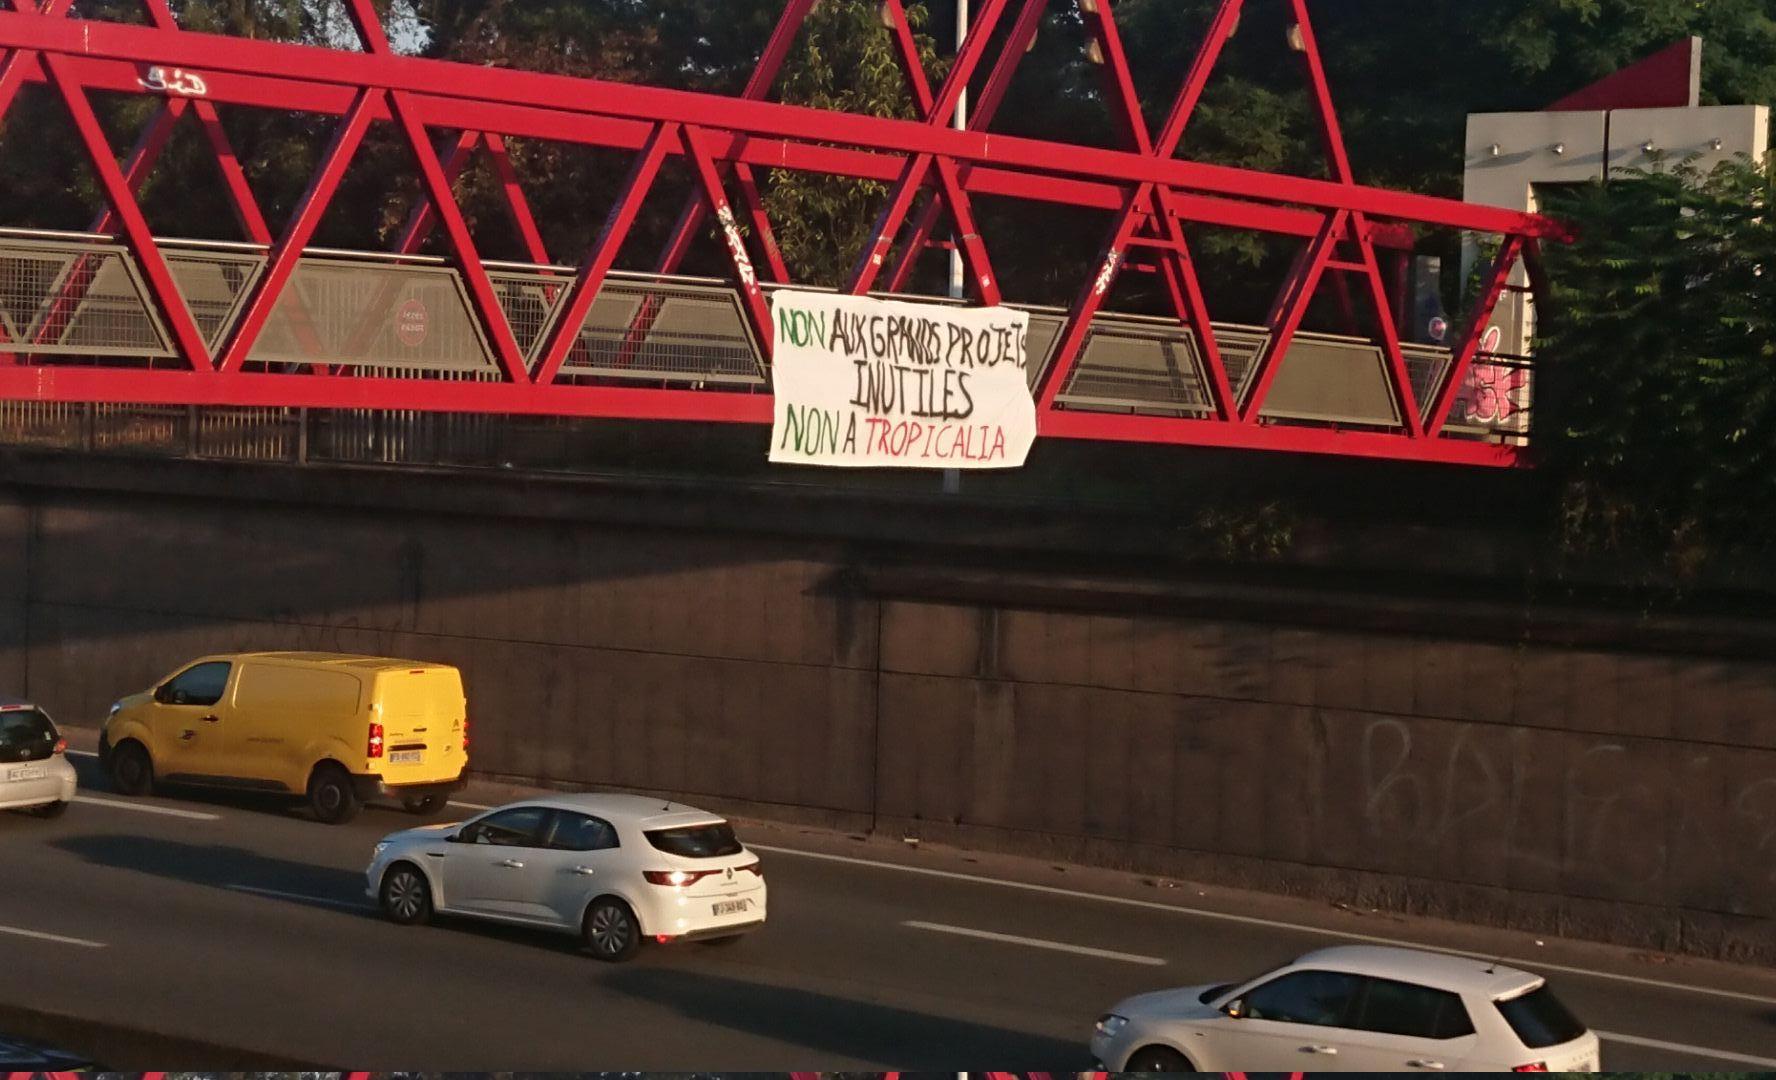 NON AUX GRANDS PROJETS
INUTILES
NON A TROPICALIA